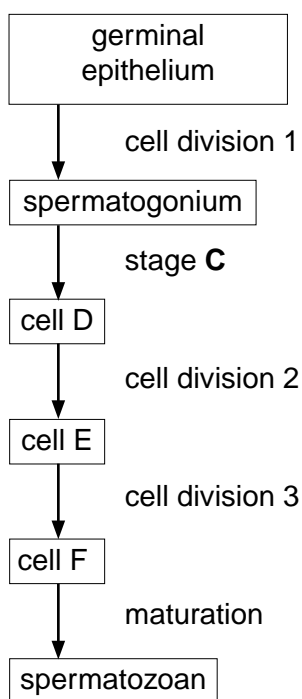 germinal
epithelium
cell division 1
spermatogonium
stage C
cell D
cell division 2
cell E
cell division 3
cell F
maturation
spermatozoan